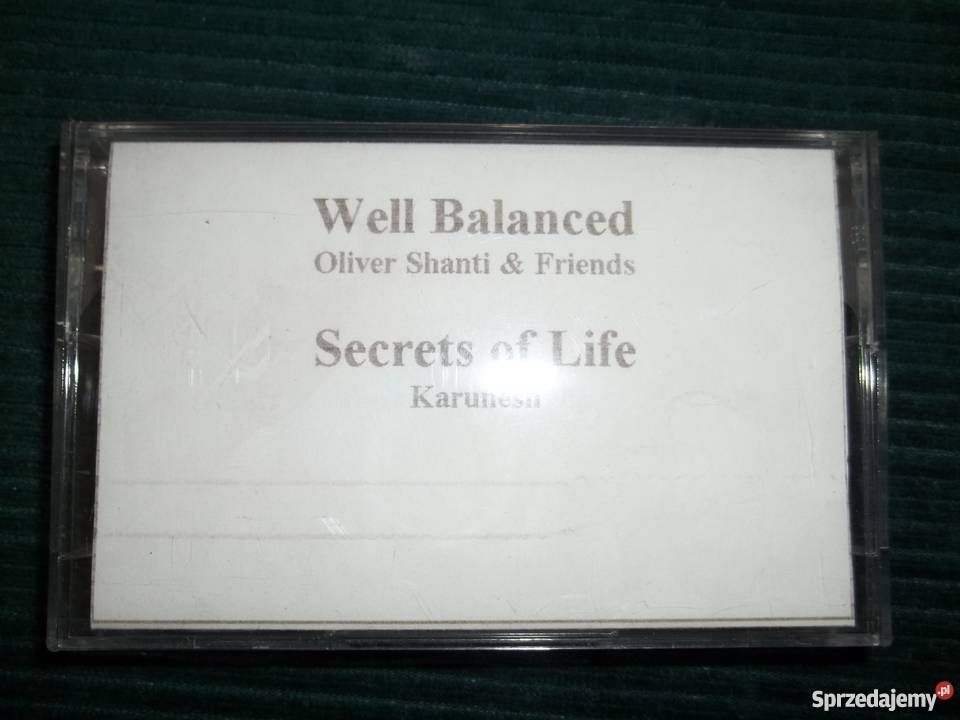 Well Balanced
Oliver Shanti & Friends
Secrets of Life
Karunesh
Sprzedajemy.pl